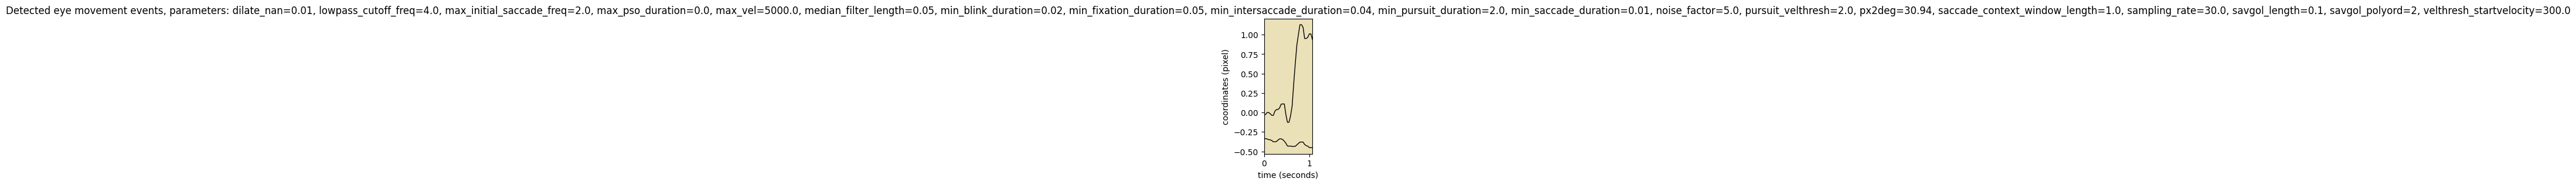 Detected eye movement events, parameters: dilate_nan=0.01, lowpass_cutoff_freq=4.0, max_initial_saccade_freq=2.0, max_pso_duration=0.0, max_vel=5000.0, median_filter_length=0.05, min_blink_duration=0.02, min_fixation_duration=0.05, min_intersaccade_duration=0.04, min_pursuit_duration=2.0, min_saccade_duration=0.01, noise_factor=5.0, pursuit_velthresh=2.0, px2deg=30.94, saccade_context_window_length=1.0, sampling_rate=30.0, savgol_length=0.1, savgol_polyord=2, velthresh_startvelocity=300.0
coordinates (pixel)
1.00
0.75
0.50
0.25
0.00
−0.25
−0.50
0 1
time (seconds)